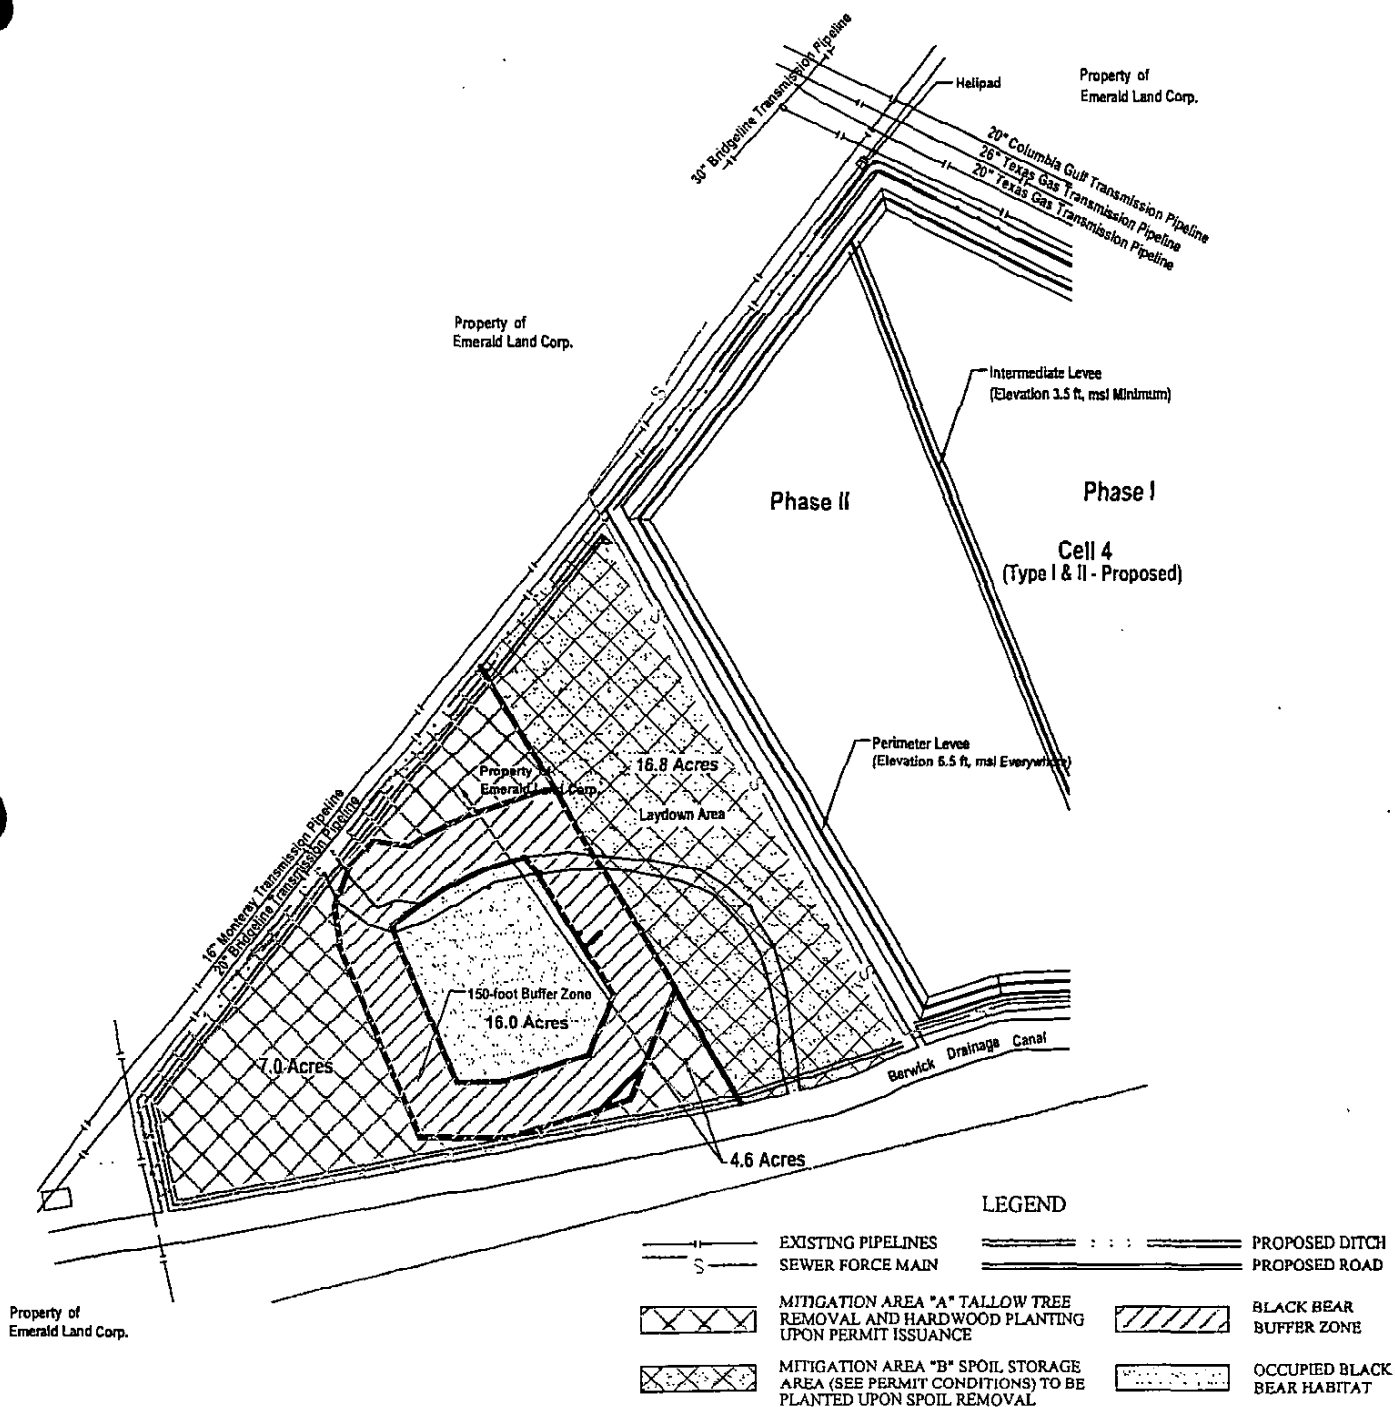 30" Bridgeline Transmission Pipeline
Helipad
Property of
Emerald Land Corp.
20" Columbia Gulf Transmission Pipeline
26" Texas Gas Transmission Pipeline
20" Texas Gas Transmission Pipeline
Property of
Emerald Land Corp.
S
Intermediate Levee
(Elevation 3.5 ft, msl Minimum)
Phase II
Phase I
Cell 4
(Type I & II - Proposed)
Perimeter Levee
(Elevation 6.5 ft, msl Everywhere)
16.8 Acres
Laydown Area
Property of
Emerald Land Corp.
S
16" Monterey Transmission Pipeline
20" Bridgeline Transmission Pipeline
S
150-foot Buffer Zone
16.0 Acres
7.0 Acres
Berwick Drainage Canal
S
4.6 Acres
Property of
Emerald Land Corp.
LEGEND
EXISTING PIPELINES
S SEWER FORCE MAIN
PROPOSED DITCH
PROPOSED ROAD
MITIGATION AREA "A" TALLOW TREE
REMOVAL AND HARDWOOD PLANTING
UPON PERMIT ISSUANCE
BLACK BEAR
BUFFER ZONE
MITIGATION AREA "B" SPOIL STORAGE
AREA (SEE PERMIT CONDITIONS) TO BE
PLANTED UPON SPOIL REMOVAL
OCCUPIED BLACK
BEAR HABITAT